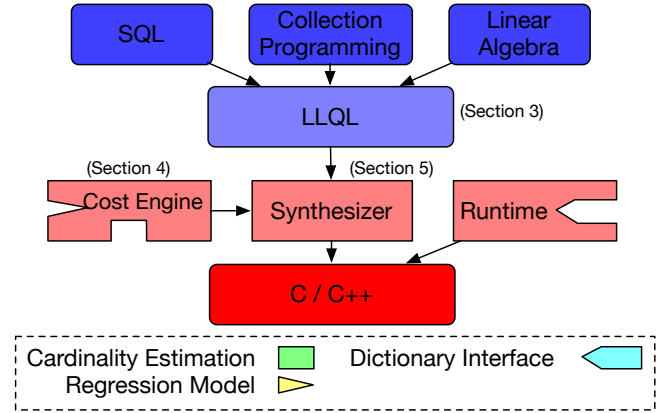 SQL
Collection
Programming
Linear
Algebra
LLQL
(Section 3)
(Section 4)
(Section 5)
Cost Engine
Synthesizer
Runtime
C / C++
Cardinality Estimation
Dictionary Interface
Regression Model